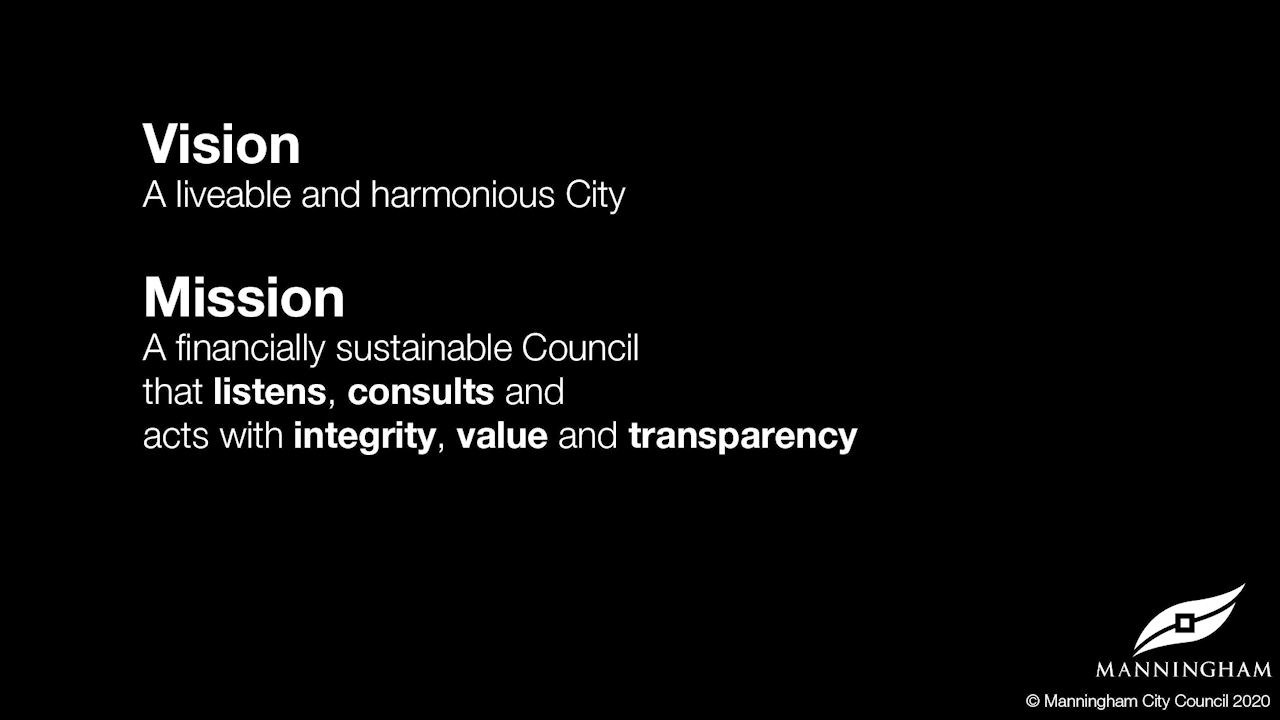 Vision
A liveable and harmonious City
Mission
A financially sustainable Council
that listens, consults and
acts with integrity, value and transparency
MANNINGHAM
© Manningham City Council 2020